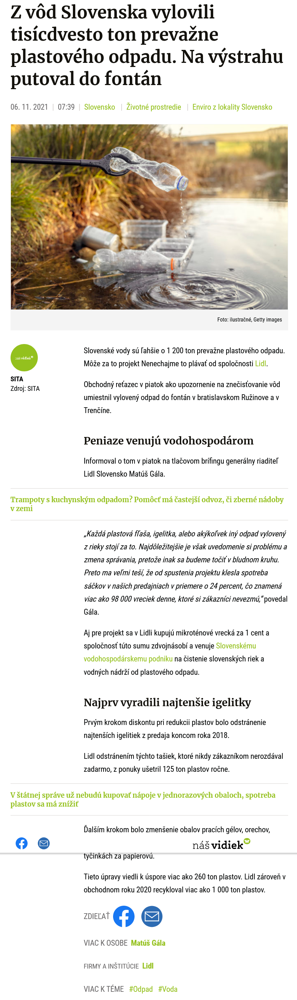 Z vôd Slovenska vylovili
tisícdvesto ton prevažne
plastového odpadu. Na výstrahu
putoval do fontán
06. 11. 2021 | 07:39 | Slovensko | Životné prostredie | Enviro z lokality Slovensko
Foto: ilustračné, Getty images
náš vidiek
SITA
Zdroj: SITA
Slovenské vody sú ľahšie o 1 200 ton prevažne plastového odpadu.
Môže za to projekt Nenechajme to plávať od spoločnosti Lidl.
Obchodný reťazec v piatok ako upozornenie na znečisťovanie vôd
umiestnil vylovený odpad do fontán v bratislavskom Ružinove a v
Trenčíne.
Peniaze venujú vodohospodárom
Informoval o tom v piatok na tlačovom brífingu generálny riaditeľ
Lidl Slovensko Matúš Gála.
Trampoty s kuchynským odpadom? Pomôcť má častejší odvoz, či zberné nádoby
v zemi
„Každá plastová fľaša, igelitka, alebo akýkoľvek iný odpad vylovený
z rieky stojí za to. Najdôležitejšie je však uvedomenie si problému a
zmena správania, pretože inak sa budeme točiť v bludnom kruhu.
Preto ma veľmi teší, že od spustenia projektu klesla spotreba
sáčkov v našich predajniach v priemere o 24 percent, čo znamená
viac ako 98 000 vreciek denne, ktoré si zákazníci nevezmú,“ povedal
Gála.
Aj pre projekt sa v Lidli kupujú mikroténové vrecká za 1 cent a
spoločnosť túto sumu zdvojnásobí a venuje Slovenskému
vodohospodárskemu podniku na čistenie slovenských riek a
vodných nádrží od plastového odpadu.
Najprv vyradili najtenšie igelitky
Prvým krokom diskontu pri redukcii plastov bolo odstránenie
najtenších igelitiek z predaja koncom roka 2018.
Lidl odstránením týchto tašiek, ktoré nikdy zákazníkom nerozdával
zadarmo, z ponuky ušetril 125 ton plastov ročne.
V štátnej správe už nebudú kupovať nápoje v jednorazových obaloch, spotreba
plastov sa má znížiť
Ďalším krokom bolo zmenšenie obalov pracích gélov, orechov,
náš vidiek w
tyčinkách za papierovú.
Tieto úpravy viedli k úspore viac ako 260 ton plastov. Lidl zároveň v
obchodnom roku 2020 recykloval viac ako 1 000 ton plastov.
ZDIEĽAŤ
VIAC K OSOBE Matúš Gála
FIRMY A INŠTITÚCIE Lidl
VIAC K TÉME #Odpad #Voda